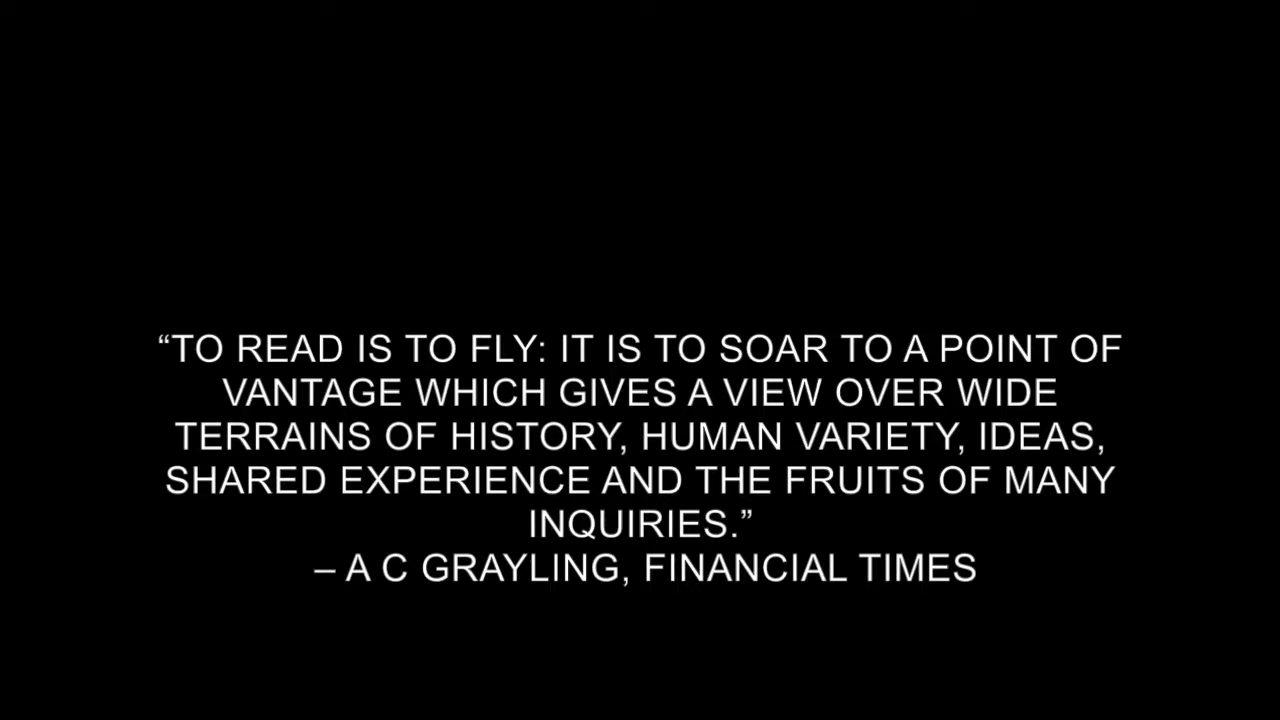 “TO READ IS TO FLY: IT IS TO SOAR TO A POINT OF
VANTAGE WHICH GIVES A VIEW OVER WIDE
TERRAINS OF HISTORY, HUMAN VARIETY, IDEAS,
SHARED EXPERIENCE AND THE FRUITS OF MANY
INQUIRIES.”
– A C GRAYLING, FINANCIAL TIMES